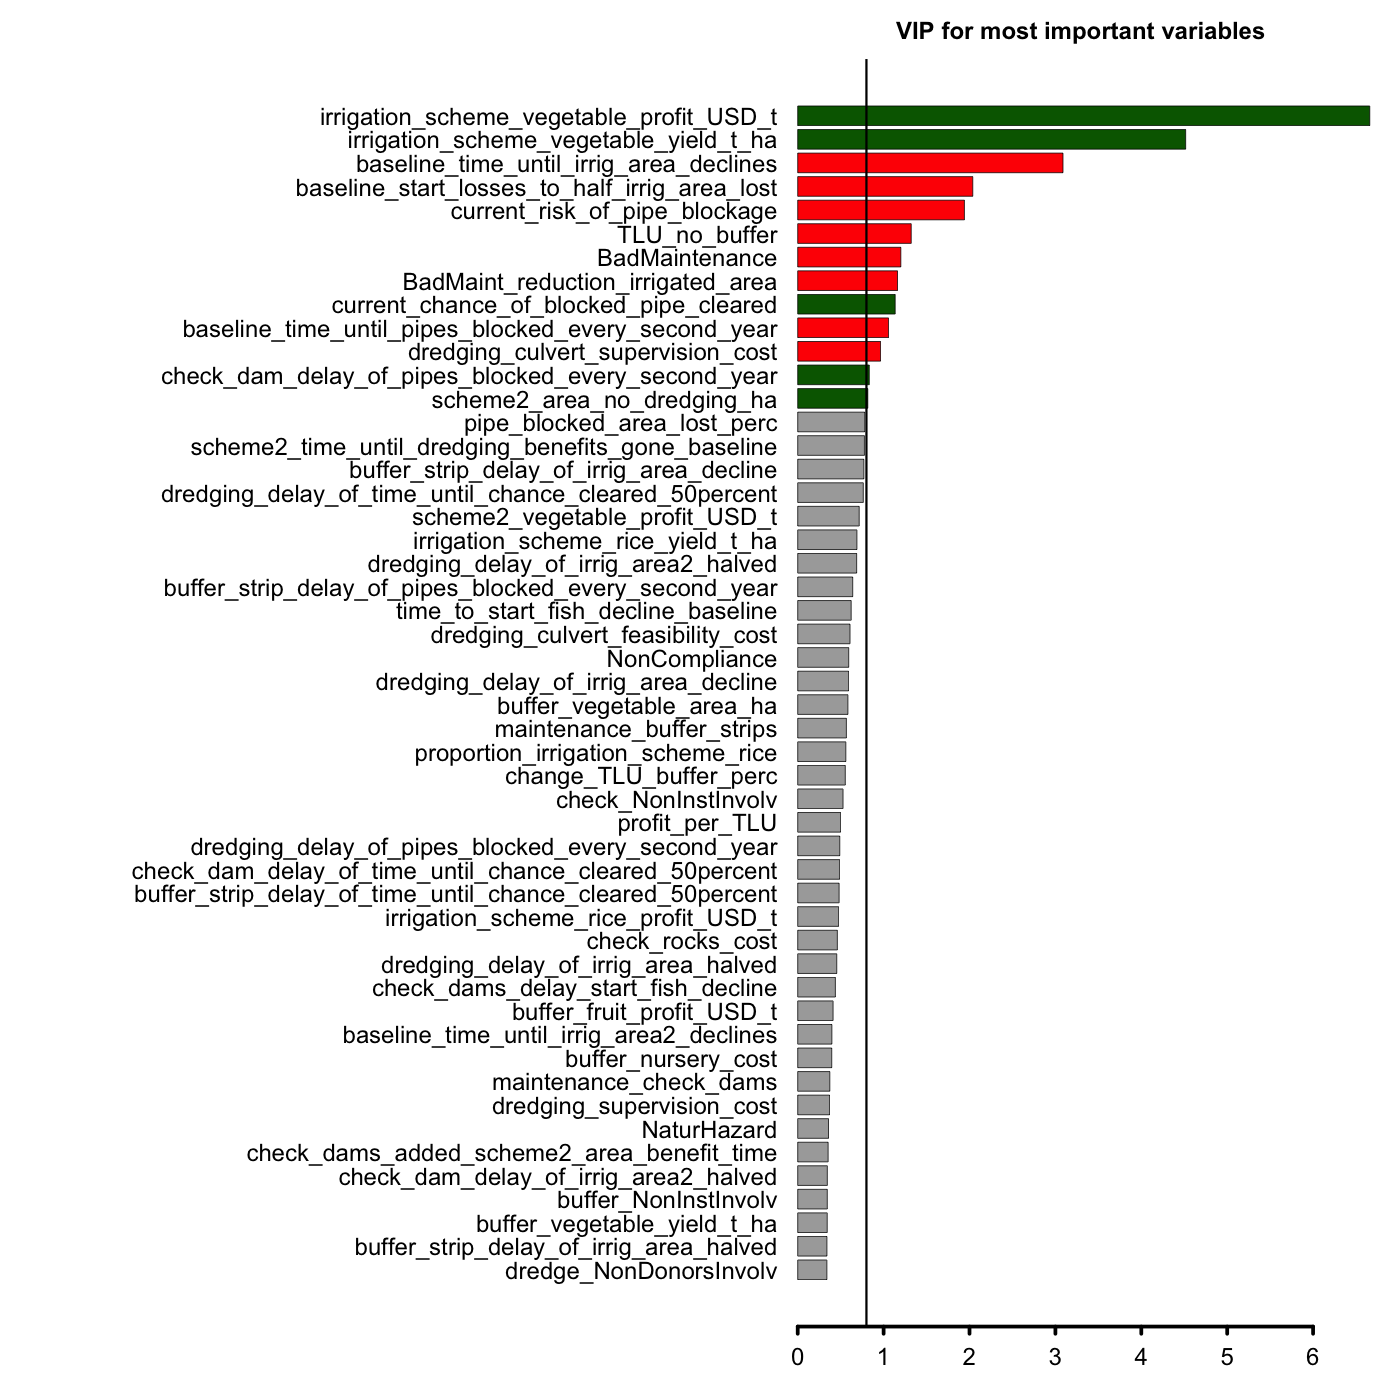 VIP for most important variables
irrigation_scheme_vegetable_profit_USD_t
irrigation_scheme_vegetable_yield_t_ha
baseline_time_until_irrig_area_declines
baseline_start_losses_to_half_irrig_area_lost
current_risk_of_pipe_blockage
TLU_no_buffer
BadMaintenance
BadMaint_reduction_irrigated_area
current_chance_of_blocked_pipe_cleared
baseline_time_until_pipes_blocked_every_second_year
dredging_culvert_supervision_cost
check_dam_delay_of_pipes_blocked_every_second_year
scheme2_area_no_dredging_ha
pipe_blocked_area_lost_perc
scheme2_time_until_dredging_benefits_gone_baseline
buffer_strip_delay_of_irrig_area_decline
dredging_delay_of_time_until_chance_cleared_50percent
scheme2_vegetable_profit_USD_t
irrigation_scheme_rice_yield_t_ha
dredging_delay_of_irrig_area2_halved
buffer_strip_delay_of_pipes_blocked_every_second_year
time_to_start_fish_decline_baseline
dredging_culvert_feasibility_cost
NonCompliance
dredging_delay_of_irrig_area_decline
buffer_vegetable_area_ha
maintenance_buffer_strips
proportion_irrigation_scheme_rice
change_TLU_buffer_perc
check_NonInstInvolv
profit_per_TLU
dredging_delay_of_pipes_blocked_every_second_year
check_dam_delay_of_time_until_chance_cleared_50percent
buffer_strip_delay_of_time_until_chance_cleared_50percent
irrigation_scheme_rice_profit_USD_t
check_rocks_cost
dredging_delay_of_irrig_area_halved
check_dams_delay_start_fish_decline
buffer_fruit_profit_USD_t
baseline_time_until_irrig_area2_declines
buffer_nursery_cost
maintenance_check_dams
dredging_supervision_cost
NaturHazard
check_dams_added_scheme2_area_benefit_time
check_dam_delay_of_irrig_area2_halved
buffer_NonInstInvolv
buffer_vegetable_yield_t_ha
buffer_strip_delay_of_irrig_area_halved
dredge_NonDonorsInvolv
0 1 2 3 4 5 6